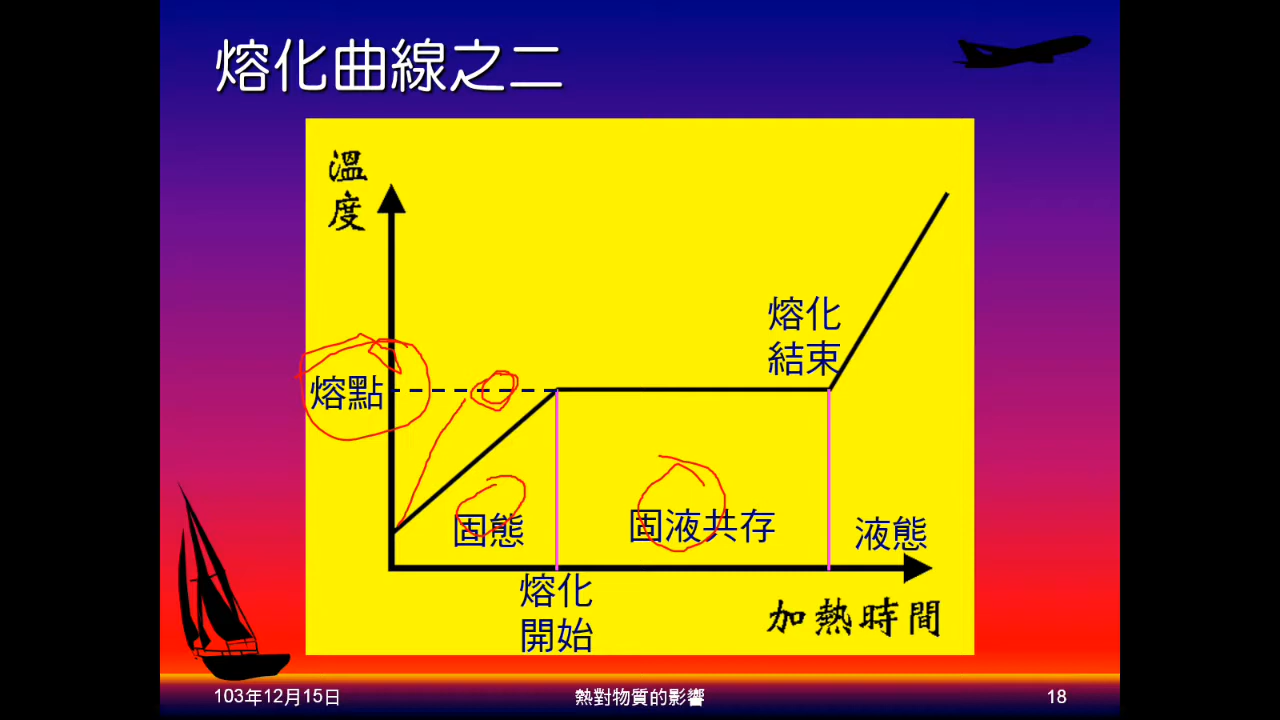 熔化曲線之二
溫度
熔點
熔化
結束
固態
固液共存
液態
熔化
開始
加熱時間
103年12月15日
熱對物質的影響
18